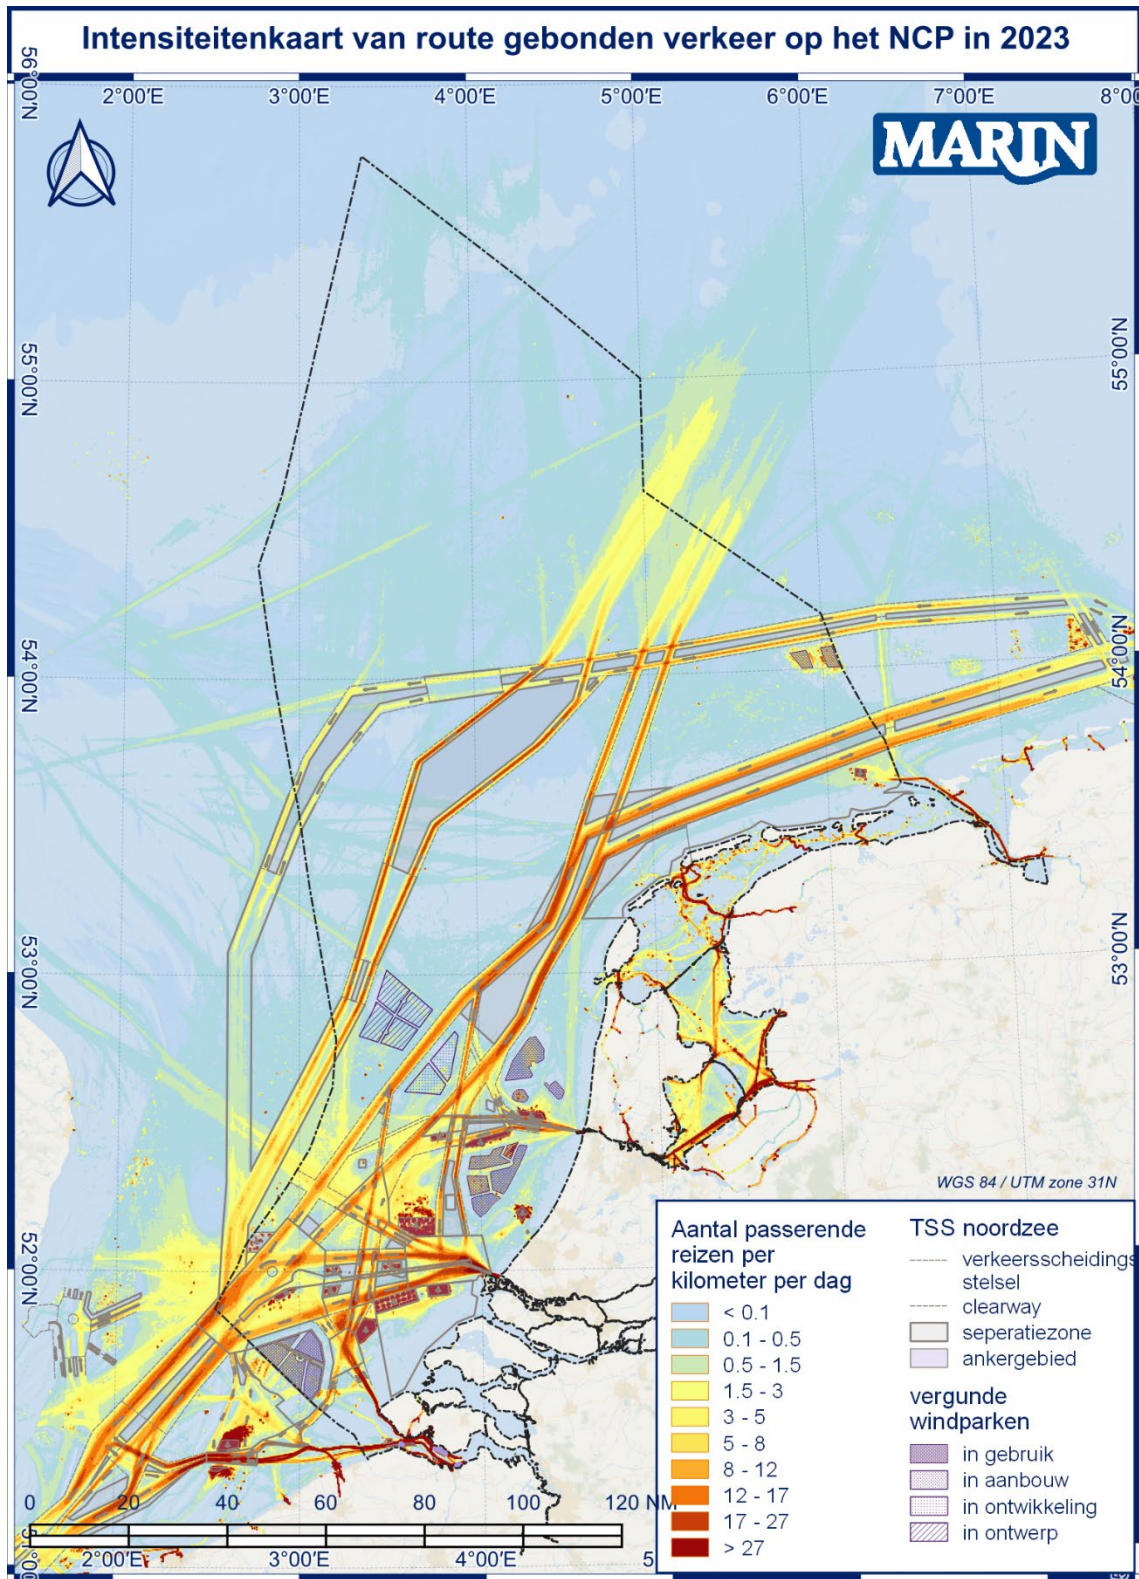 Intensiteitenkaart van route gebonden verkeer op het NCP in 2023
56°00'N
2°00'E
3°00'E
4°00'E
5°00'E
6°00'E
7°00'E
8°0
MARIN
55°00'N
55°00'N
54°00'N
54°00'N
53°00'N
53°00'N
52°00'N
WGS 84 / UTM zone 31N
Aantal passerende
reizen per
kilometer per dag
< 0.1
0.1 - 0.5
0.5 - 1.5
1.5 - 3
3 - 5
5 - 8
8 - 12
12 - 17
17 - 27
> 27
TSS noordzee
verkeersscheidings
stelsel
clearway
seperatiezone
ankergebied
vergunde
windparken
in gebruik
in aanbouw
in ontwikkeling
in ontwerp
0
20
40
60
80
100
120 NM
51°00
2°00'E
3°00'E
4°00'E
5